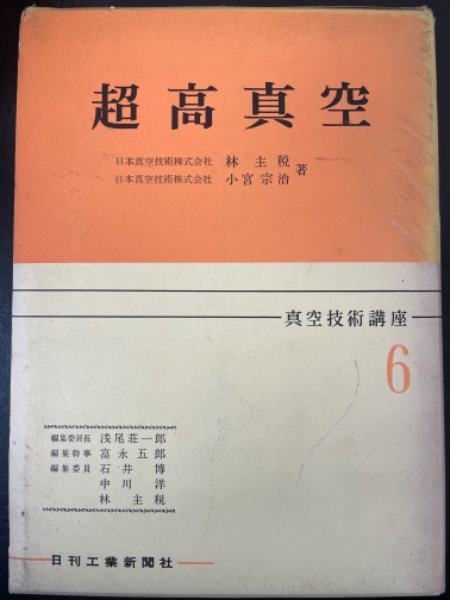 超高真空
日本真空技術株式会社 林主税
日本真空技術株式会社 小宮宗治
著
真空技術講座
6
編集委員長 浅尾荘一郎
編集幹事 富永五郎
編集委員 石井博
中川洋
林主税
日刊工業新聞社